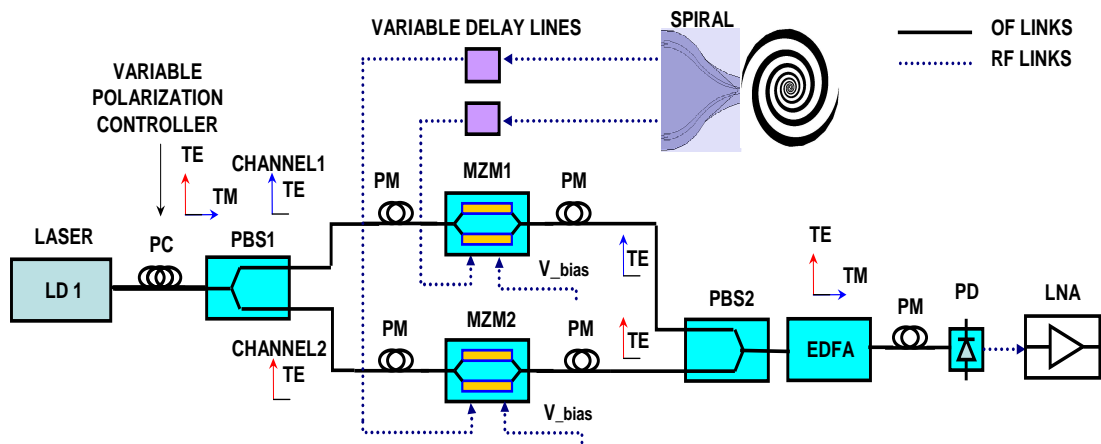 VARIABLE DELAY LINES
SPIRAL
OF LINKS
RF LINKS
VARIABLE
POLARIZATION
CONTROLLER
TE
TM
CHANNEL1
TE
PM
MZM1
PM
LASER
PC
PBS1
LD 1
V_bias
TE
TE
TM
PBS2
PM
PD
LNA
CHANNEL2
TE
PM
MZM2
PM
TE
EDFA
V_bias